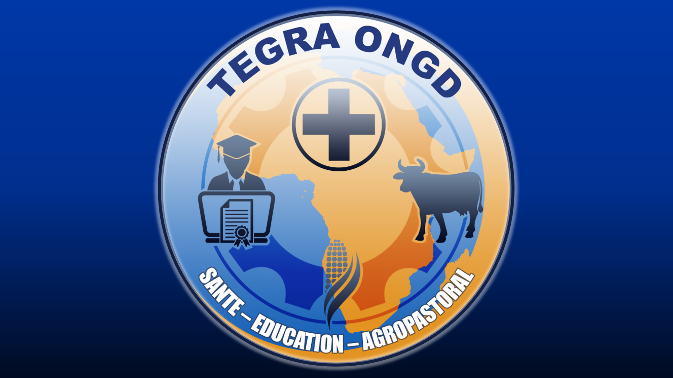 TEGRA ONGD
SANTE – EDUCATION – AGROPASTORAL